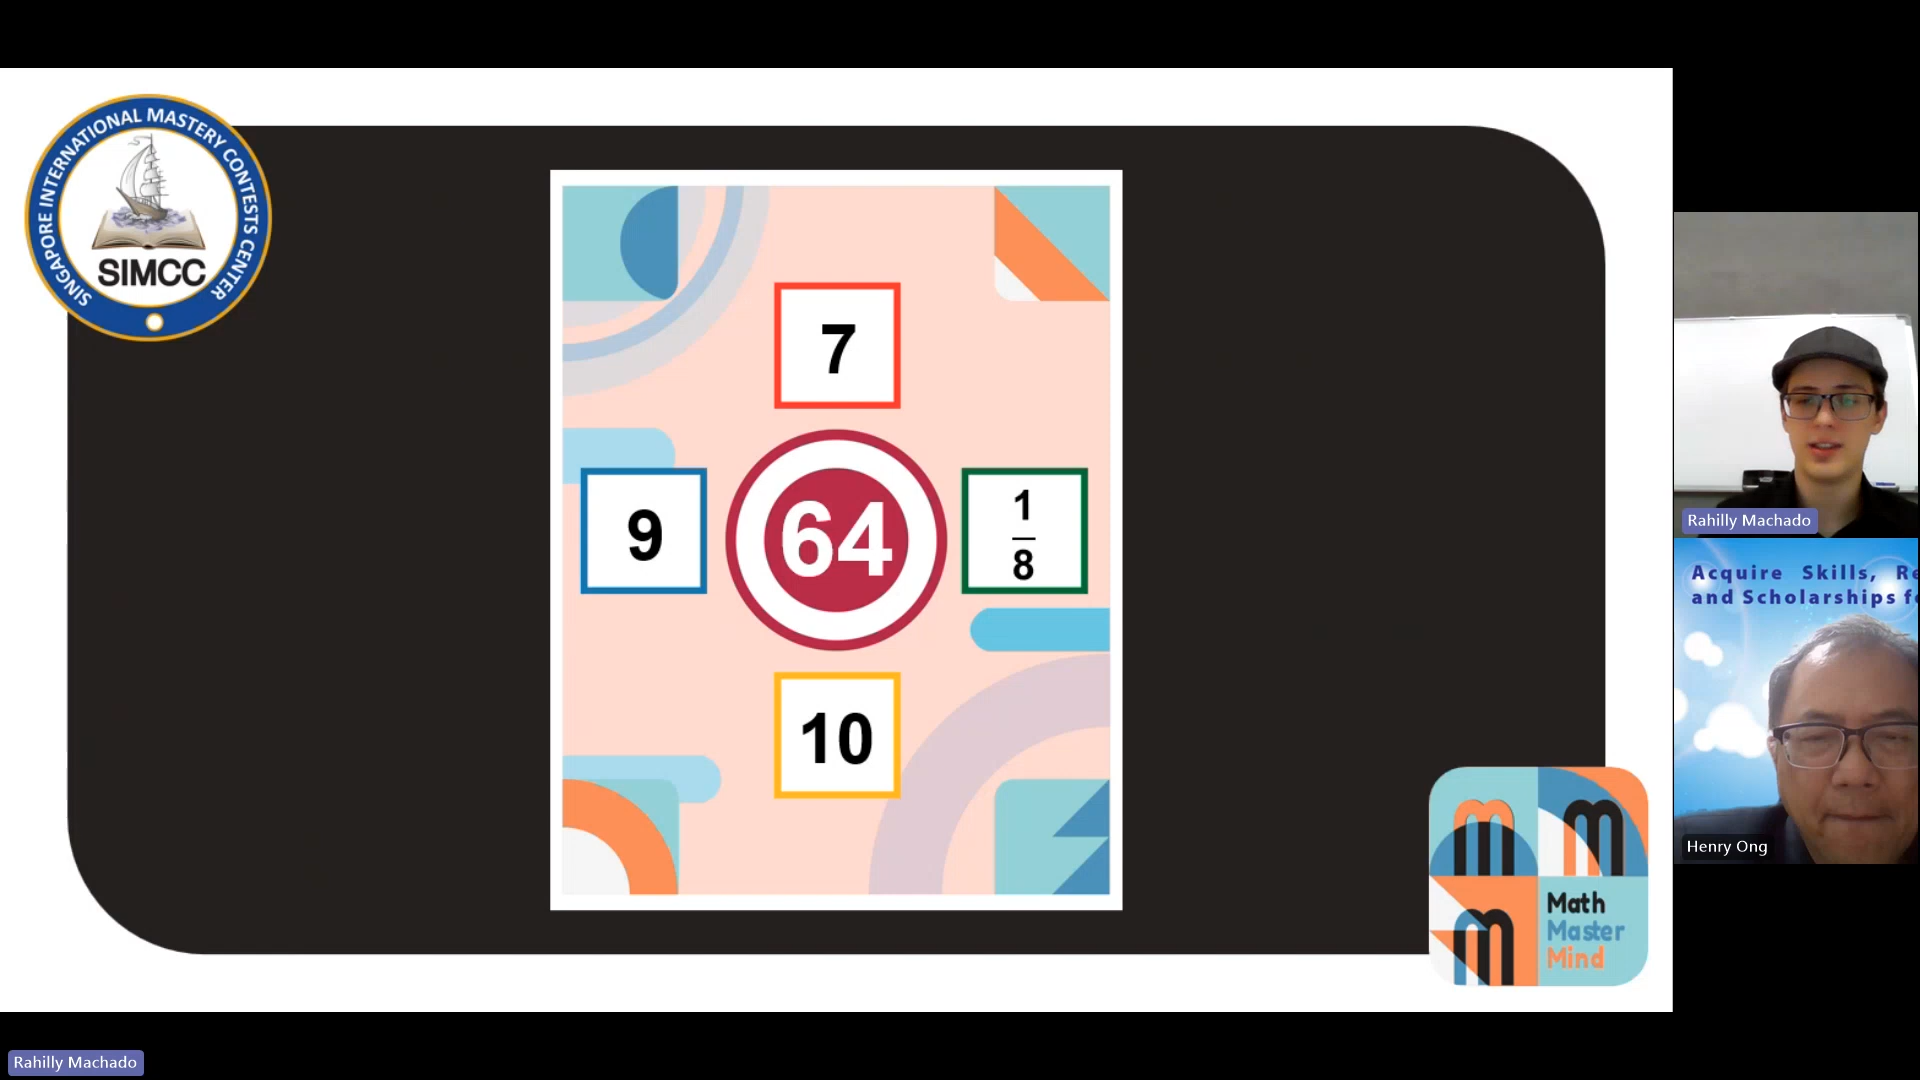 SINGAPORE INTERNATIONAL MASTERY CONTESTS CENTER
SIMCC
7
9
64
1
8
10
Math
Master
Mind
Rahilly Machado
Acquire Skills,
and Scholarships
Henry Ong
Rahilly Machado